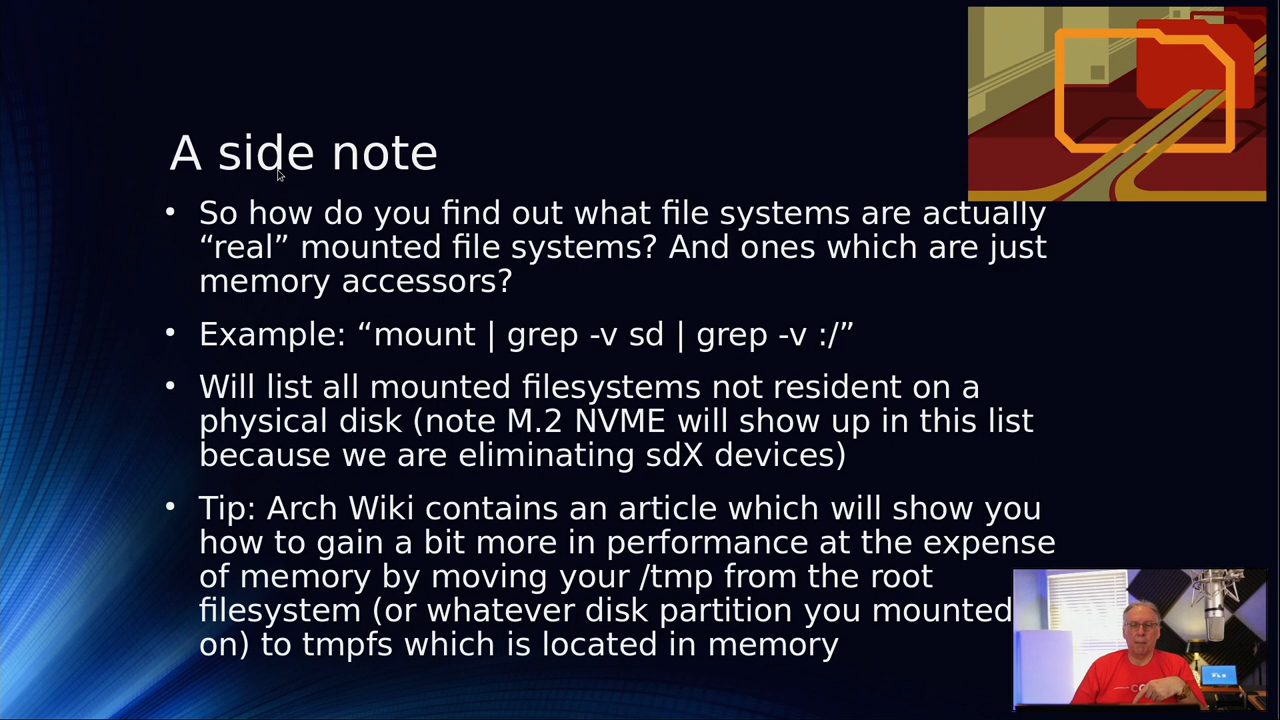 A side note
• So how do you find out what file systems are actually
“real” mounted file systems? And ones which are just
memory accessors?
• Example: “mount | grep -v sd | grep -v :/”
• Will list all mounted filesystems not resident on a
physical disk (note M.2 NVME will show up in this list
because we are eliminating sdX devices)
• Tip: Arch Wiki contains an article which will show you
how to gain a bit more in performance at the expense
of memory by moving your /tmp from the root
filesystem (or whatever disk partition you mounted
on) to tmpfs which is located in memory